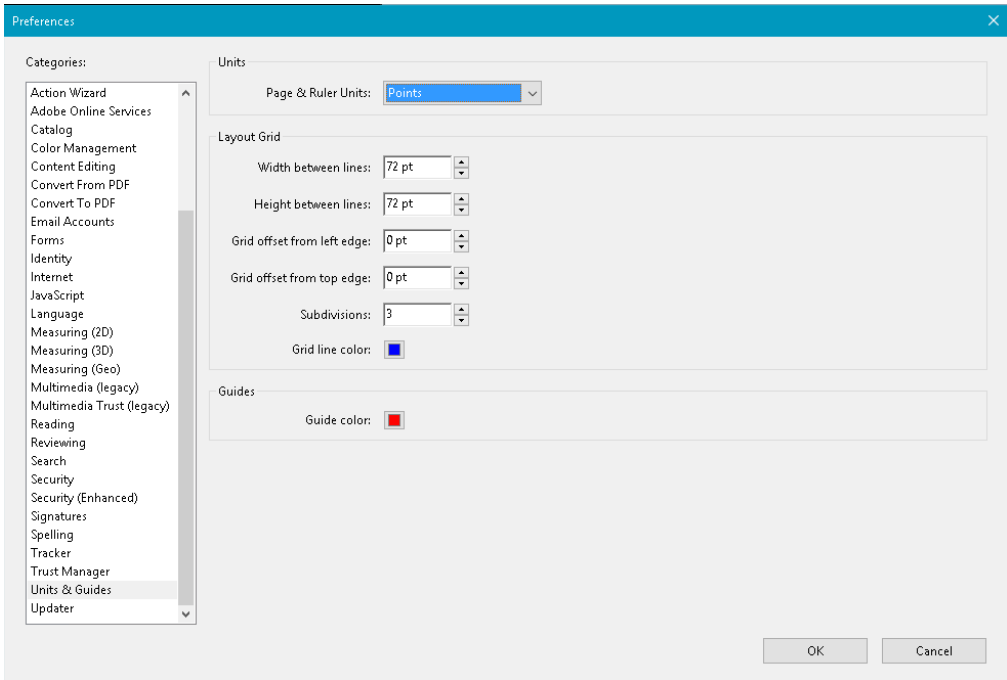 Preferences
Categories:
Action Wizard
Adobe Online Services
Catalog
Color Management
Content Editing
Convert From PDF
Convert To PDF
Email Accounts
Forms
Identity
Internet
JavaScript
Language
Measuring (2D)
Measuring (3D)
Measuring (Geo)
Multimedia (legacy)
Multimedia Trust (legacy)
Reading
Reviewing
Search
Security
Security (Enhanced)
Signatures
Spelling
Tracker
Trust Manager
Units & Guides
Updater
Units
Page & Ruler Units: Points
Layout Grid
Width between lines: 72 pt
Height between lines: 72 pt
Grid offset from left edge: 0 pt
Grid offset from top edge: 0 pt
Subdivisions: 3
Grid line color:
Guides
Guide color:
OK Cancel